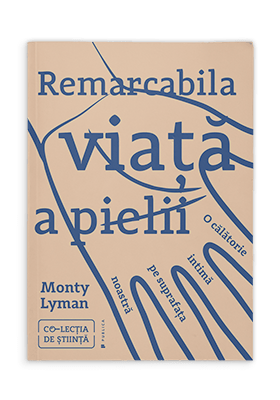 Remarcabila
viață
a pielii
O călătorie
intimă
pe suprafața
noastră
Monty
Lyman
CO-LECȚIA
DE ȘTIINȚĂ
PUBLICA